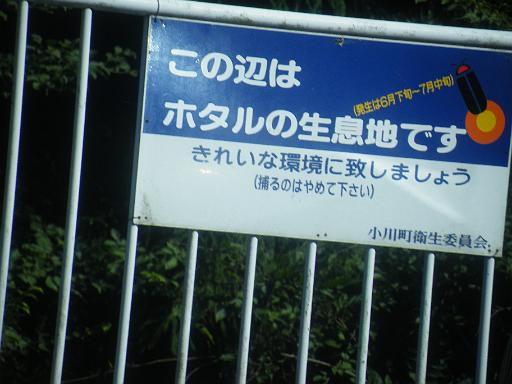 この辺は
(発生は6月下旬～7月中旬)
ホタルの生息地です
きれいな環境に致しましょう
(捕るのはやめて下さい)
小川町衛生委員会